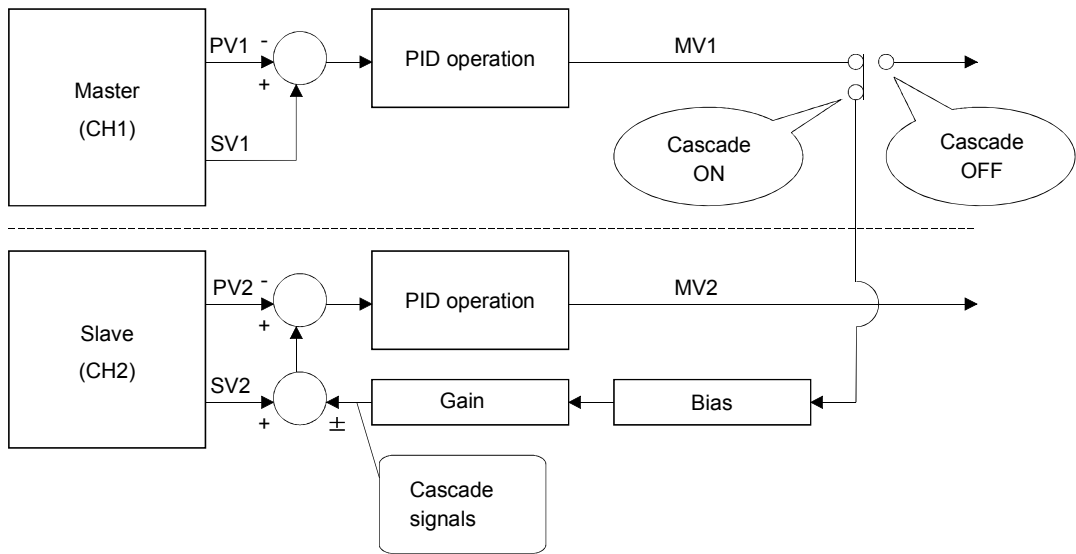 Master
(CH1)
PV1
-
+
SV1
PID operation
MV1
Cascade
ON
Cascade
OFF
Slave
(CH2)
PV2
-
+
SV2
+
±
PID operation
MV2
Gain
Bias
Cascade
signals